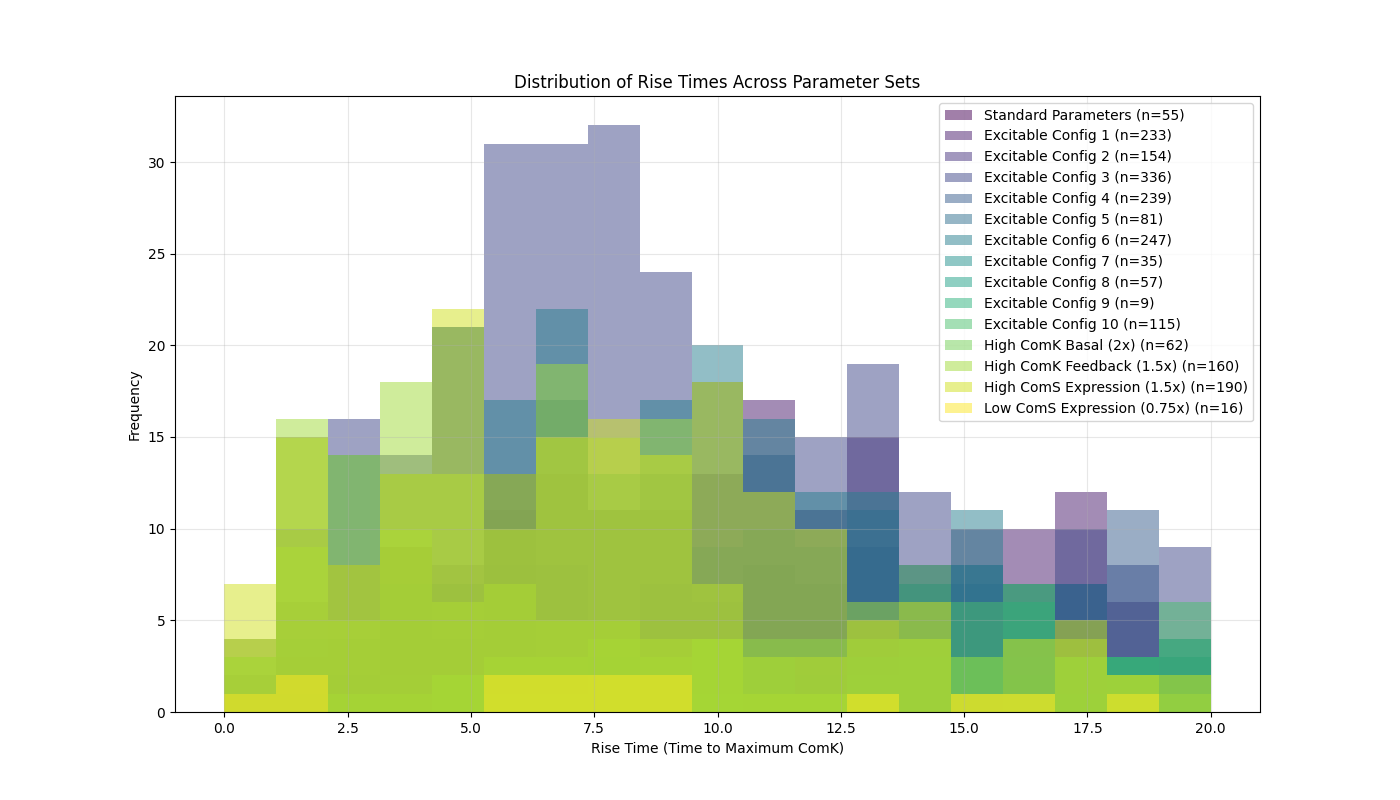 Distribution of Rise Times Across Parameter Sets
Standard Parameters (n=55)
Excitable Config 1 (n=233)
Excitable Config 2 (n=154)
Excitable Config 3 (n=336)
Excitable Config 4 (n=239)
Excitable Config 5 (n=81)
Excitable Config 6 (n=247)
Excitable Config 7 (n=35)
Excitable Config 8 (n=57)
Excitable Config 9 (n=9)
Excitable Config 10 (n=115)
High ComK Basal (2x) (n=62)
High ComK Feedback (1.5x) (n=160)
High ComS Expression (1.5x) (n=190)
Low ComS Expression (0.75x) (n=16)
Frequency
30
25
20
15
10
5
0
0.0 2.5 5.0 7.5 10.0 12.5 15.0 17.5 20.0
Rise Time (Time to Maximum ComK)